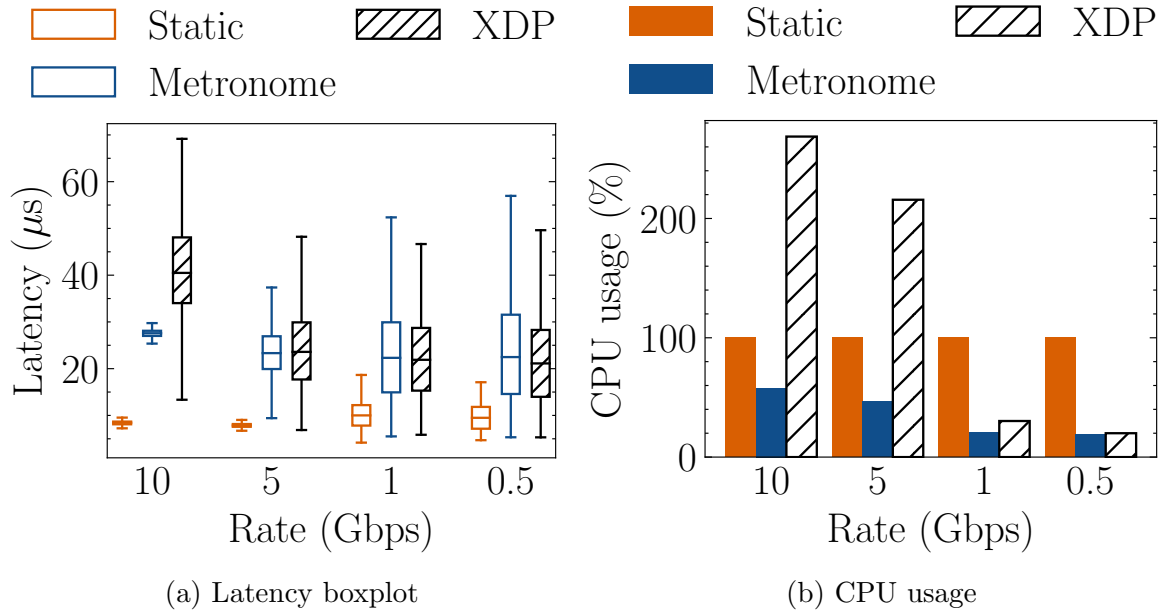 Static
XDP
Metronome
Latency (μs)
60
40
20
10
5
1
0.5
Rate (Gbps)
(a) Latency boxplot
Static
XDP
Metronome
CPU usage (%)
200
100
0
10
5
1
0.5
Rate (Gbps)
(b) CPU usage